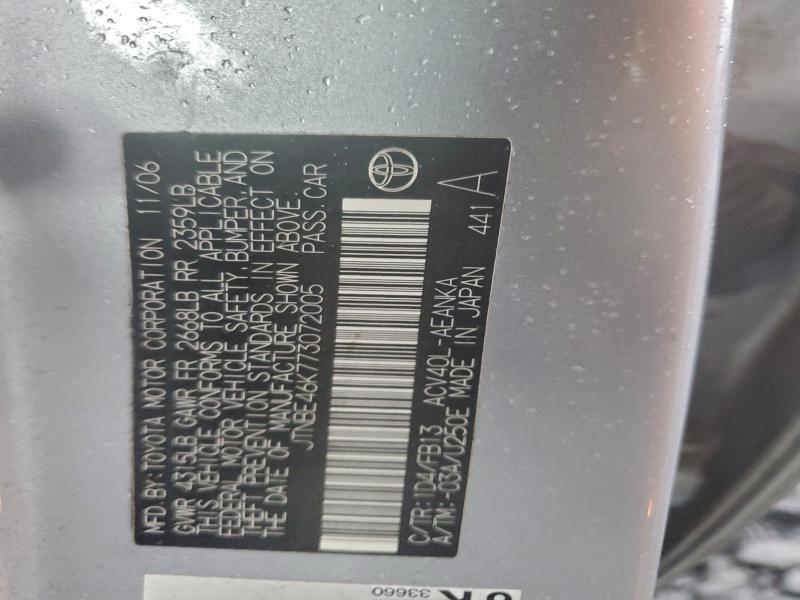 MFD. BY: TOYOTA MOTOR CORPORATION 11/06
GVWR 4315LB GAWR FR 2668LB RR 2359LB
THIS VEHICLE CONFORMS TO ALL APPLICABLE
FEDERAL MOTOR VEHICLE SAFETY, BUMPER, AND
THEFT PREVENTION STANDARDS IN EFFECT ON
THE DATE OF MANUFACTURE SHOWN ABOVE.
JTNBE46K773072005 PASS. CAR
C/TR: 1D4/FB13 ACV40L-AEANKA 441 A
A/TM: -03A/U250E MADE IN JAPAN
33660